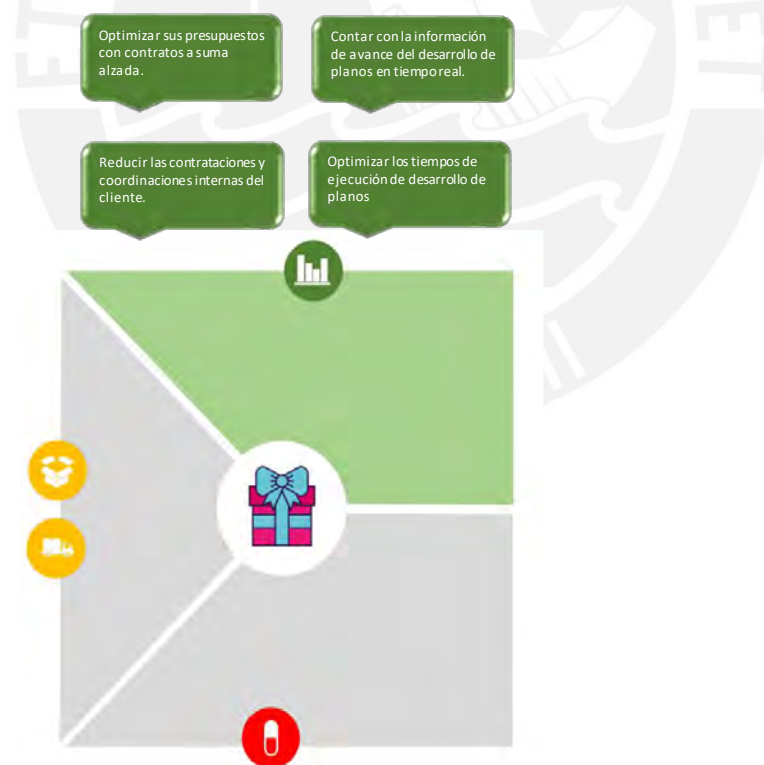 Optimizar sus presupuestos
con contratos a suma
alzada.
Contar con la información
de avance del desarrollo de
planos en tiempo real.
Reducir las contrataciones y
coordinaciones internas del
cliente.
Optimizar los tiempos de
ejecución de desarrollo de
planos